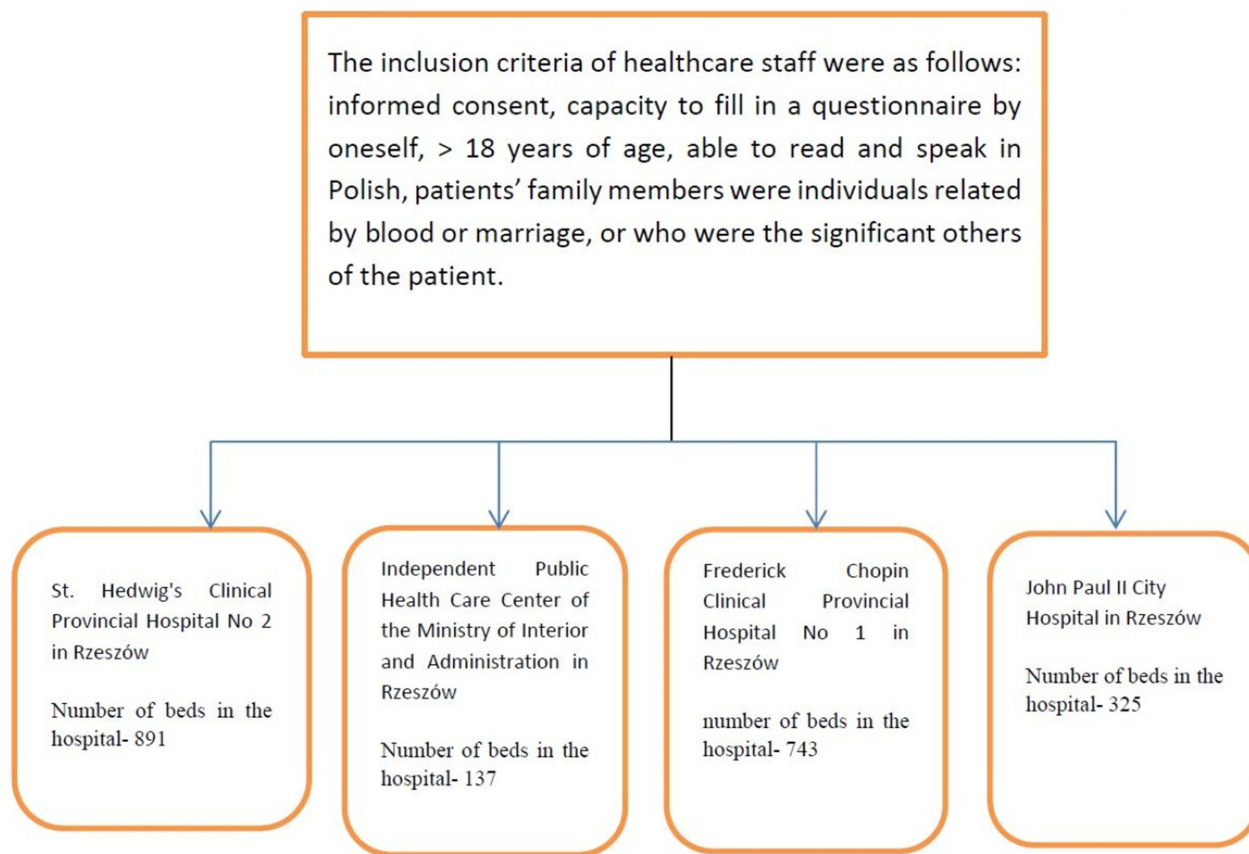 The inclusion criteria of healthcare staff were as follows:
informed consent, capacity to fill in a questionnaire by
oneself, > 18 years of age, able to read and speak in
Polish, patients’ family members were individuals related
by blood or marriage, or who were the significant others
of the patient.
St. Hedwig's Clinical
Provincial Hospital No 2
in Rzeszów
Number of beds in the
hospital- 891
Independent Public
Health Care Center of
the Ministry of Interior
and Administration in
Rzeszów
Number of beds in the
hospital- 137
Frederick Chopin
Clinical Provincial
Hospital No 1 in
Rzeszów
number of beds in the
hospital- 743
John Paul II City
Hospital in Rzeszów
Number of beds in the
hospital- 325